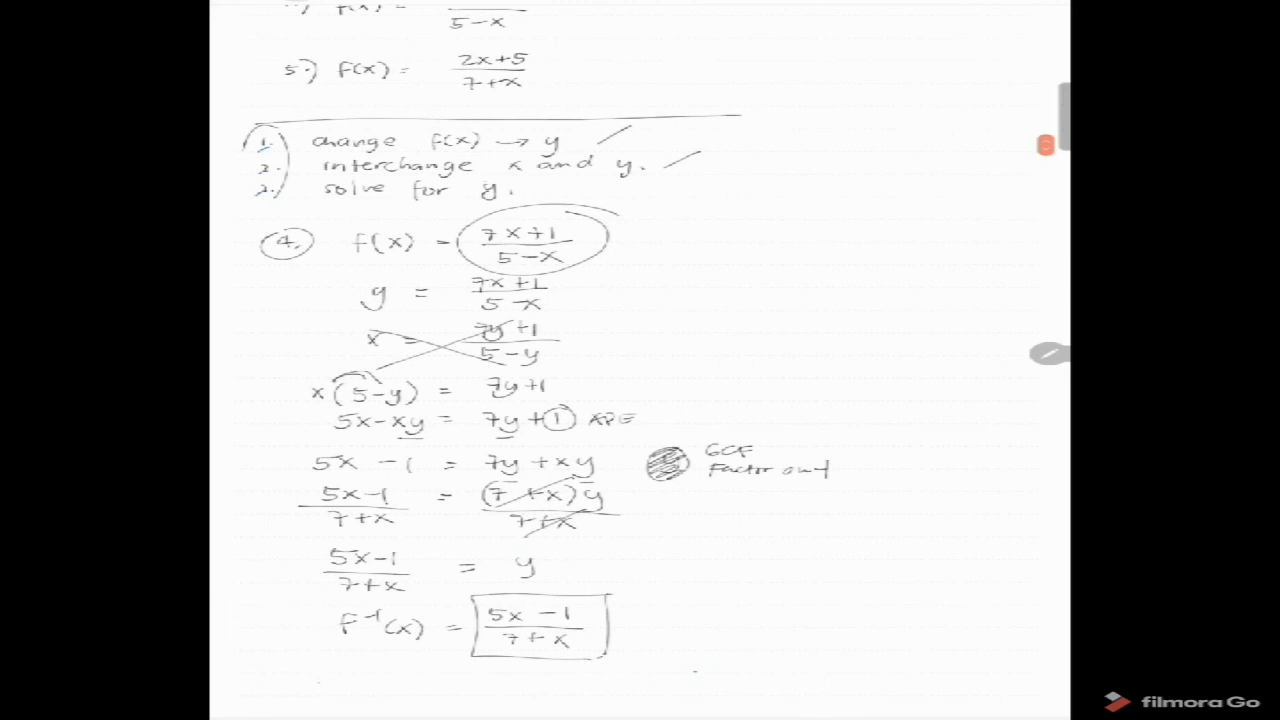 f(x) =
5-x
5.) f(x) = 2x+5
7+x
1. change f(x) → y
2. interchange x and y.
3. solve for y.
4. f(x) = 7x+1
5-x
y = 7x+1
5-x
x = 7y+1
5-y
x(5-y) = 7y+1
5x-xy = 7y+1 APE
5x -1 = 7y+xy GCF
Factor out
5x-1 = (7+x)y
7+x 7+x
5x-1 = y
7+x
F⁻¹(x) = 5x-1
7+x
filmora Go